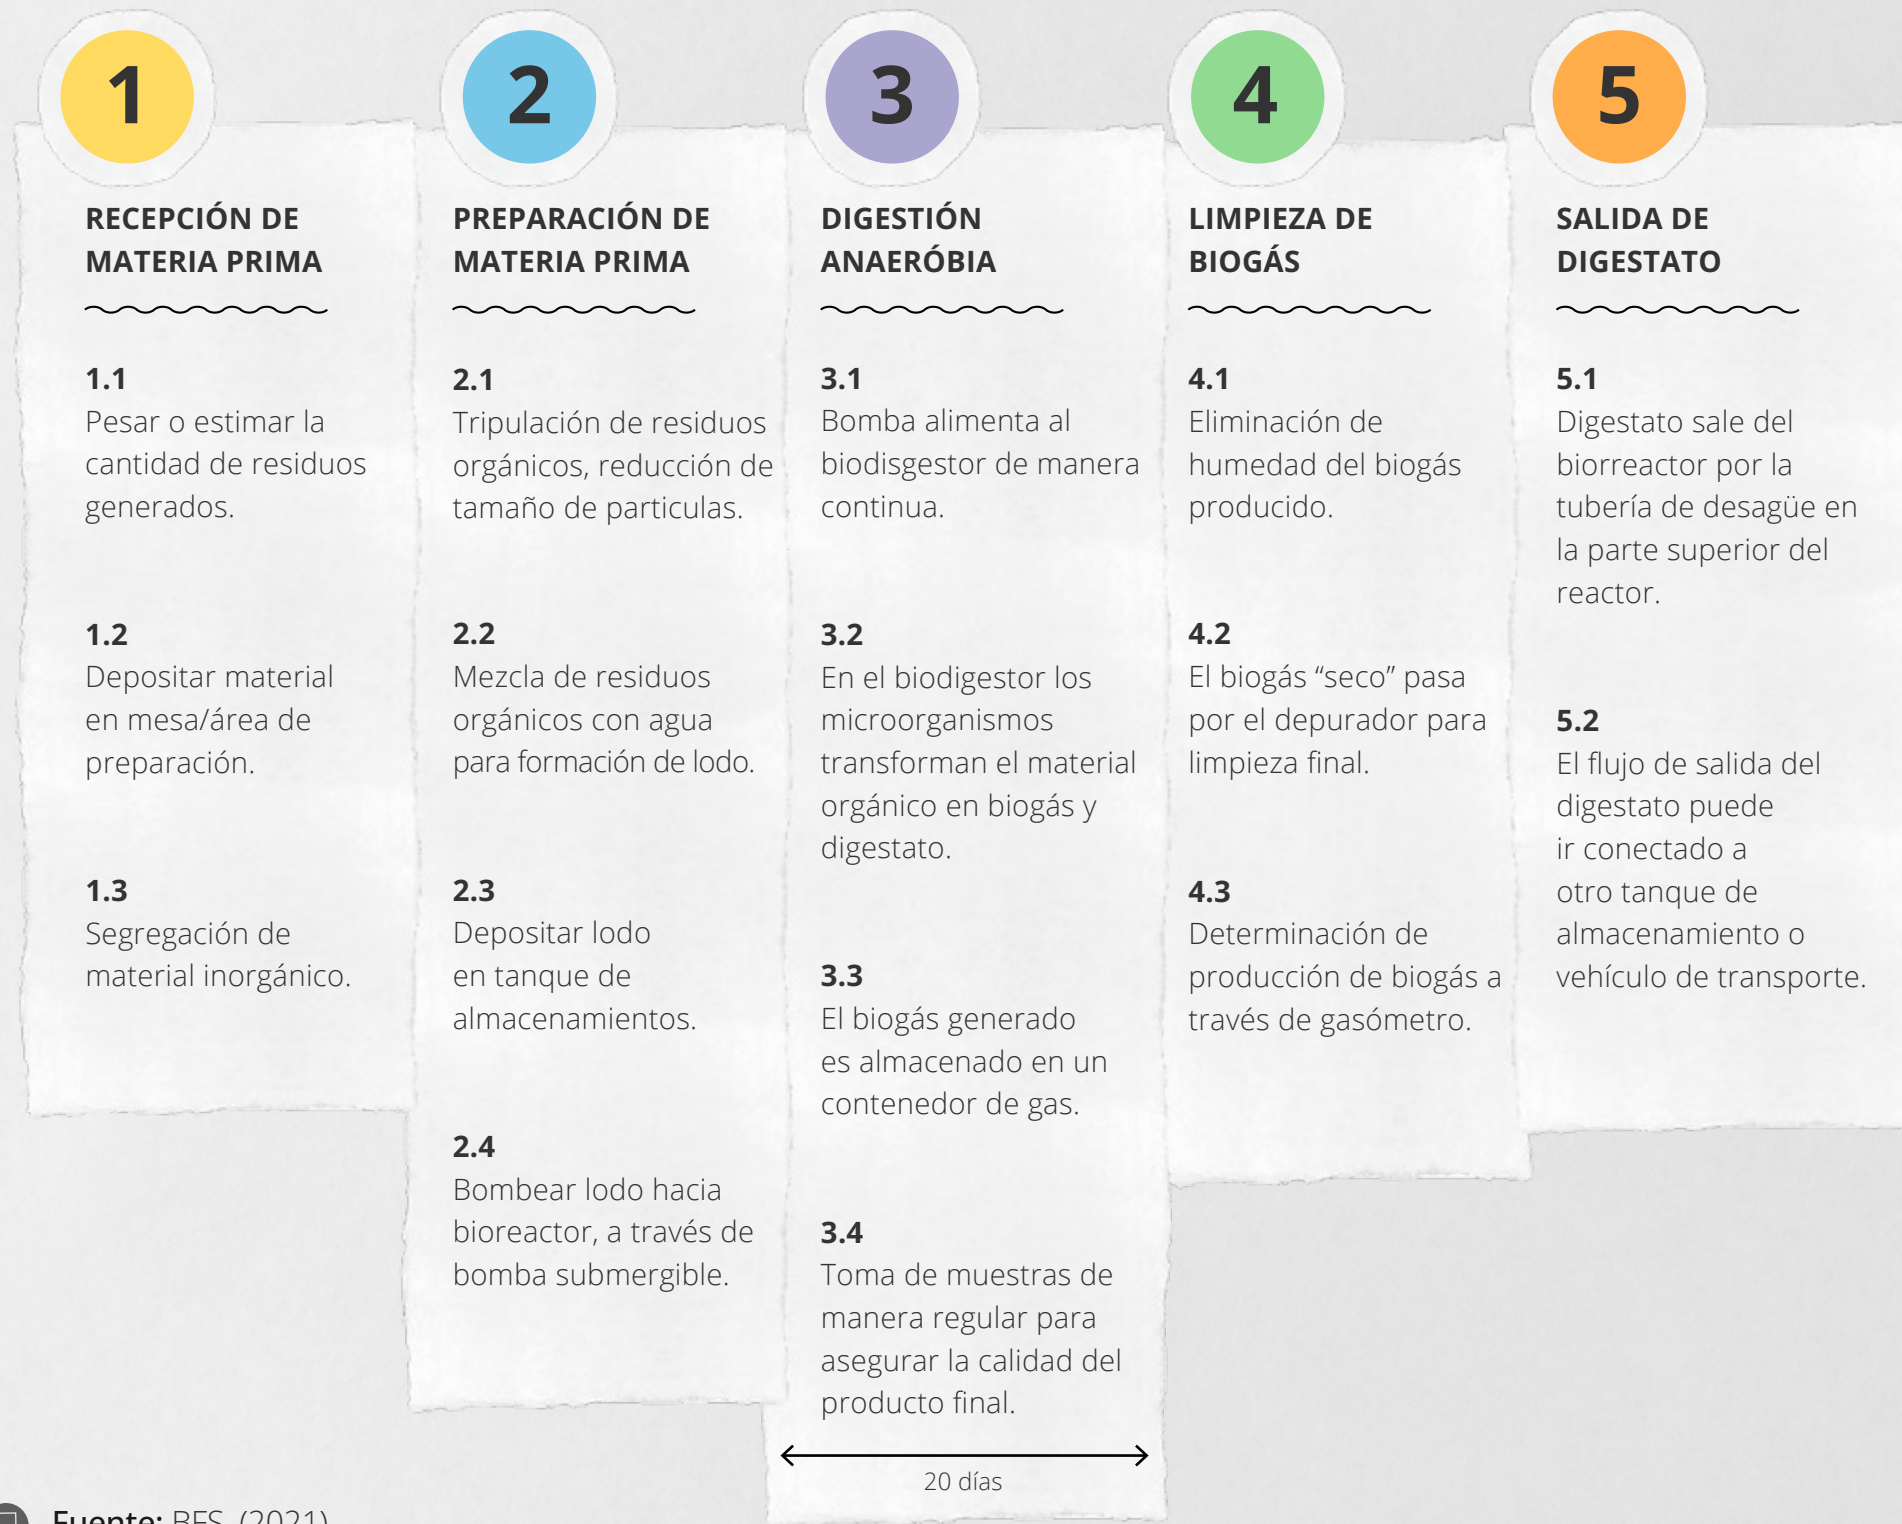 1
RECEPCIÓN DE
MATERIA PRIMA
1.1
Pesar o estimar la
cantidad de residuos
generados.
1.2
Depositar material
en mesa/área de
preparación.
1.3
Segregación de
material inorgánico.
2
PREPARACIÓN DE
MATERIA PRIMA
2.1
Tripulación de residuos
orgánicos, reducción de
tamaño de particulas.
2.2
Mezcla de residuos
orgánicos con agua
para formación de lodo.
2.3
Depositar lodo
en tanque de
almacenamientos.
2.4
Bombear lodo hacia
bioreactor, a través de
bomba submergible.
3
DIGESTIÓN
ANAERÓBIA
3.1
Bomba alimenta al
biodisgestor de manera
continua.
3.2
En el biodigestor los
microorganismos
transforman el material
orgánico en biogás y
digestato.
3.3
El biogás generado
es almacenado en un
contenedor de gas.
3.4
Toma de muestras de
manera regular para
asegurar la calidad del
producto final.
20 días
4
LIMPIEZA DE
BIOGÁS
4.1
Eliminación de
humedad del biogás
producido.
4.2
El biogás “seco” pasa
por el depurador para
limpieza final.
4.3
Determinación de
producción de biogás a
través de gasómetro.
5
SALIDA DE
DIGESTATO
5.1
Digestato sale del
biorreactor por la
tubería de desagüe en
la parte superior del
reactor.
5.2
El flujo de salida del
digestato puede
ir conectado a
otro tanque de
almacenamiento o
vehículo de transporte.
Fuente: (2021)